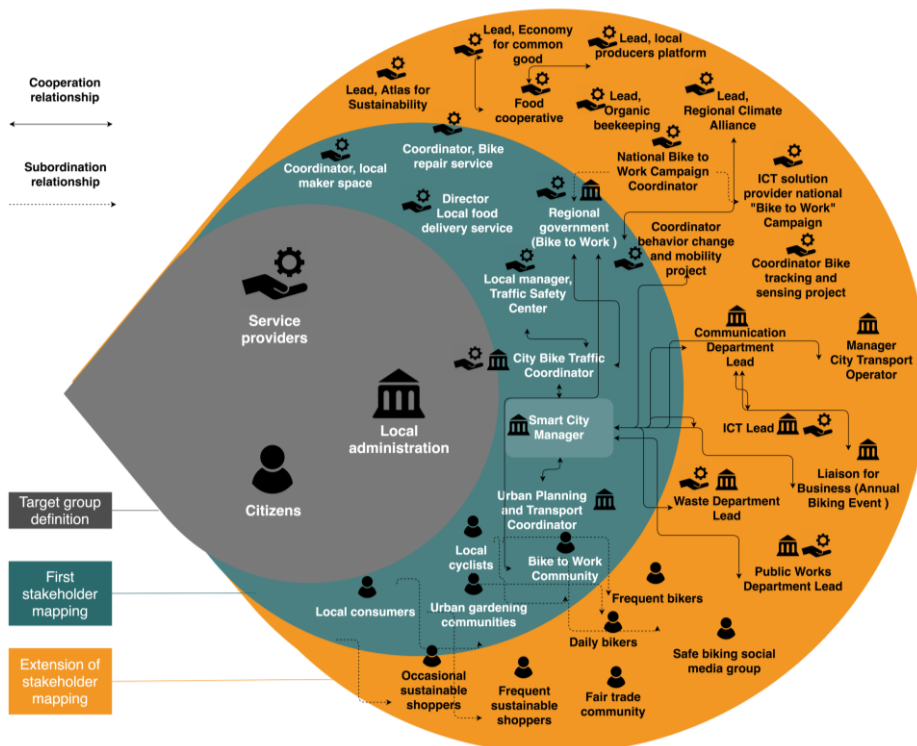 Cooperation
relationship
Subordination
relationship
Lead, Economy
for common
good
Lead, local
producers platform
Lead, Atlas for
Sustainability
Food
cooperative
Lead,
Organic
beekeeping
Lead,
Regional Climate
Alliance
Coordinator, Bike
repair service
Coordinator, local
maker space
National Bike to
Work Campaign
Coordinator
ICT solution
provider national
"Bike to Work"
Campaign
Director
Local food
delivery service
Regional
government
(Bike to Work )
Coordinator
behavior change
and mobility
project
Coordinator Bike
tracking and
sensing project
Local manager,
Traffic Safety
Center
Service
providers
City Bike Traffic
Coordinator
Communication
Department
Lead
Manager
City Transport
Operator
Local
administration
Smart City
Manager
ICT Lead
Liaison for
Business (Annual
Biking Event )
Citizens
Urban Planning
and Transport
Coordinator
Waste Department
Lead
Target group
definition
Local
cyclists
Bike to Work
Community
Public Works
Department Lead
First
stakeholder
mapping
Local consumers
Urban gardening
communities
Frequent bikers
Daily bikers
Safe biking social
media group
Extension of
stakeholder
mapping
Occasional
sustainable
shoppers
Frequent
sustainable
shoppers
Fair trade
community